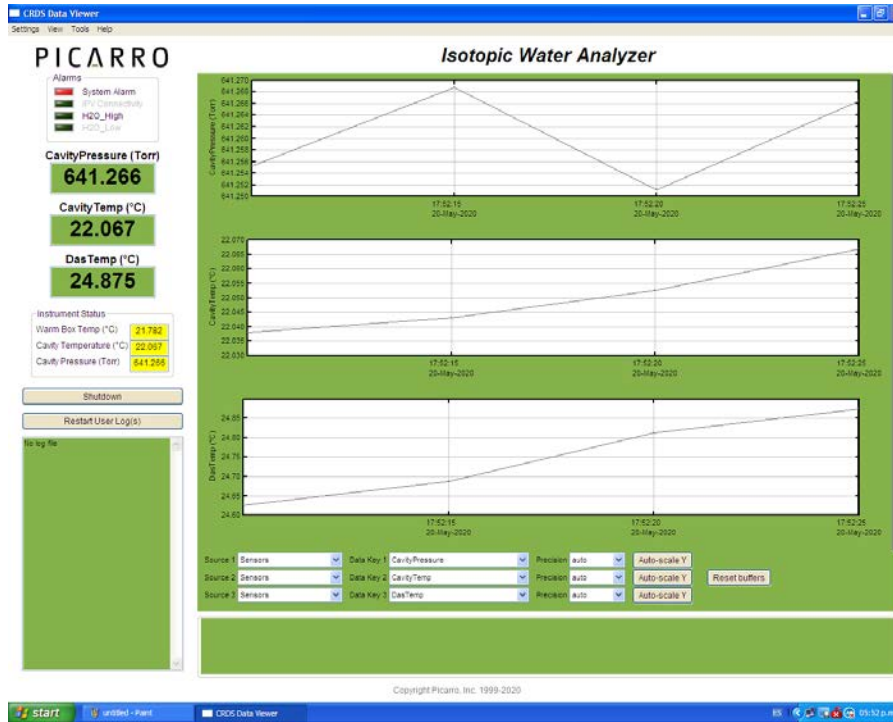 CRDS Data Viewer
Settings View Tools Help
PICARRO
Isotopic Water Analyzer
Alarms
System Alarm
IPV Connectivity
H2O_High
H2O_Low
CavityPressure (Torr)
641.266
CavityTemp (°C)
22.067
DasTemp (°C)
24.875
Instrument Status
Warm Box Temp (°C) 21.782
Cavity Temperature (°C) 22.067
Cavity Pressure (Torr) 641.266
Shutdown
Restart User Log(s)
No log file
CavityPressure (Torr)
641.270
641.268
641.266
641.264
641.262
641.260
641.258
641.256
641.254
641.252
641.250
17:52:15 17:52:20 17:52:25
20-May-2020 20-May-2020 20-May-2020
CavityTemp (°C)
22.070
22.065
22.060
22.055
22.050
22.045
22.040
22.035
22.030
17:52:15 17:52:20 17:52:25
20-May-2020 20-May-2020 20-May-2020
DasTemp (°C)
24.85
24.80
24.75
24.70
24.65
24.60
17:52:15 17:52:20 17:52:25
20-May-2020 20-May-2020 20-May-2020
Source 1 Sensors Data Key 1 CavityPressure Precision auto Auto-scale Y
Source 2 Sensors Data Key 2 CavityTemp Precision auto Auto-scale Y Reset buffers
Source 3 Sensors Data Key 3 DasTemp Precision auto Auto-scale Y
Copyright Picarro, Inc. 1999-2020
start untitled - Paint CRDS Data Viewer ES 05:52 p.m.